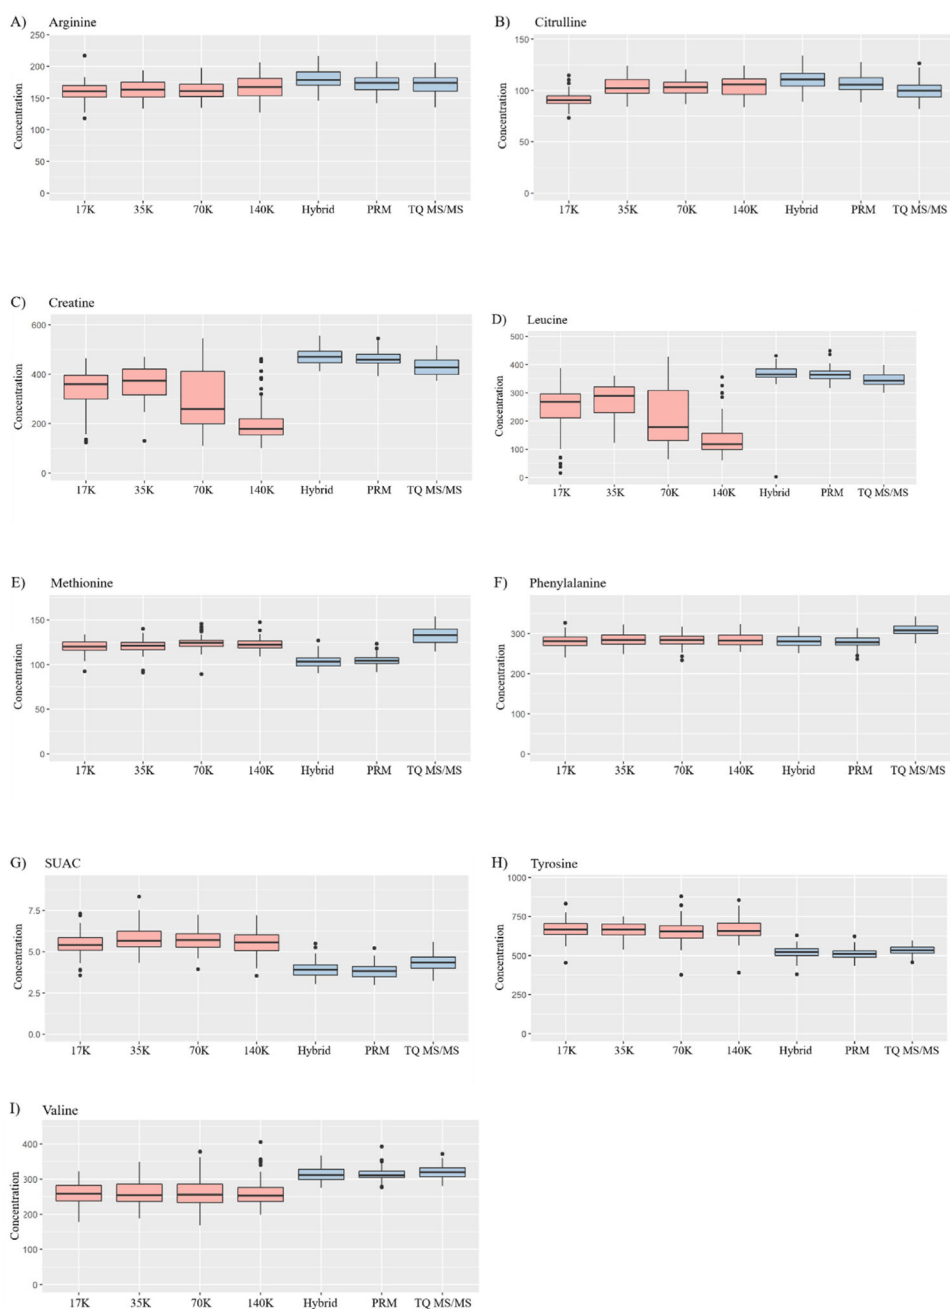 A) Arginine
250
200
150
100
50
0
Concentration
17K 35K 70K 140K Hybrid PRM TQ MS/MS
B) Citrulline
150
100
50
0
Concentration
17K 35K 70K 140K Hybrid PRM TQ MS/MS
C) Creatine
600
400
200
0
Concentration
17K 35K 70K 140K Hybrid PRM TQ MS/MS
D) Leucine
500
400
300
200
100
0
Concentration
17K 35K 70K 140K Hybrid PRM TQ MS/MS
E) Methionine
150
100
50
0
Concentration
17K 35K 70K 140K Hybrid PRM TQ MS/MS
F) Phenylalanine
300
200
100
0
Concentration
17K 35K 70K 140K Hybrid PRM TQ MS/MS
G) SUAC
7.5
5.0
2.5
0.0
Concentration
17K 35K 70K 140K Hybrid PRM TQ MS/MS
H) Tyrosine
1000
750
500
250
0
Concentration
17K 35K 70K 140K Hybrid PRM TQ MS/MS
I) Valine
400
300
200
100
0
Concentration
17K 35K 70K 140K Hybrid PRM TQ MS/MS